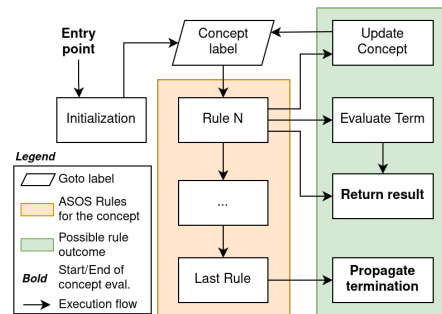 Entry
point
Concept
label
Update
Concept
Initialization
Rule N
Evaluate Term
Return result
...
Last Rule
Propagate
termination
Legend
Goto label
ASOS Rules
for the concept
Possible rule
outcome
Bold Start/End of
concept eval.
Execution flow